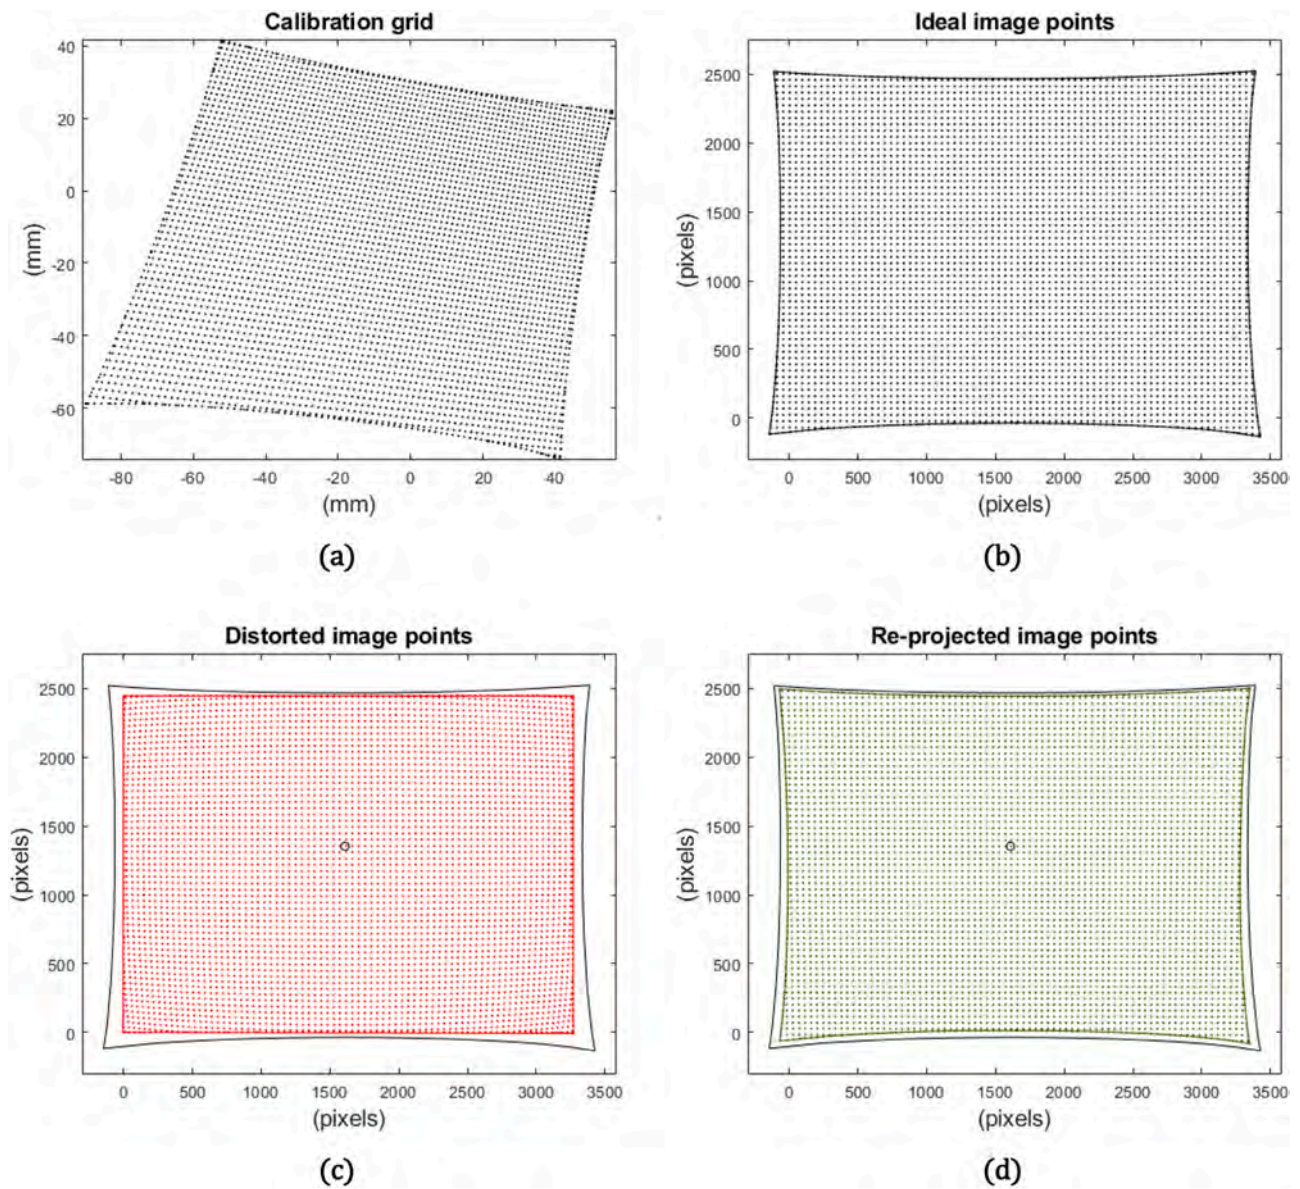 Calibration grid
40
20
0
-20
-40
-60
(mm)
-80 -60 -40 -20 0 20 40
(mm)
(a)
Ideal image points
2500
2000
1500
1000
500
0
(pixels)
0 500 1000 1500 2000 2500 3000 3500
(pixels)
(b)
Distorted image points
2500
2000
1500
1000
500
0
(pixels)
0 500 1000 1500 2000 2500 3000 3500
(pixels)
(c)
Re-projected image points
2500
2000
1500
1000
500
0
(pixels)
0 500 1000 1500 2000 2500 3000 3500
(pixels)
(d)